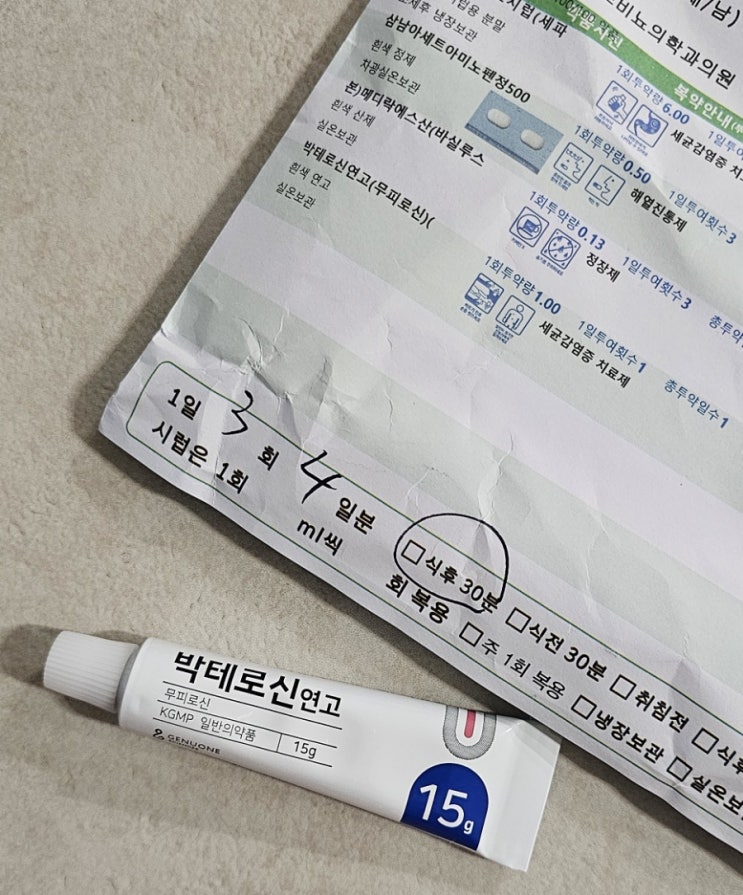 비뇨의학과의원
복약안내
냉장보관
삼남아세트아미노펜정500
흰색 정제
차광실온보관
1회투약량 6.00
세균감염증 치료
본)메디락에스산(바실루스
흰색 산제
실온보관
1회투약량 0.50 1일투여횟수 3
해열진통제
박테로신연고(무피로신)(
흰색 연고
실온보관
1회투약량 0.13 1일투여횟수 3
정장제
1회투약량 1.00 1일투여횟수 1 총투약일수 1
세균감염증 치료제
1일 3 회 4 일분 □식후 30분 □식전 30분 □취침전
시럽은 1회 ml씩 회 복용 □주 1회 복용 □냉장보관
박테로신연고
무피로신
KGMP 일반의약품 15g
GENUONE
15g